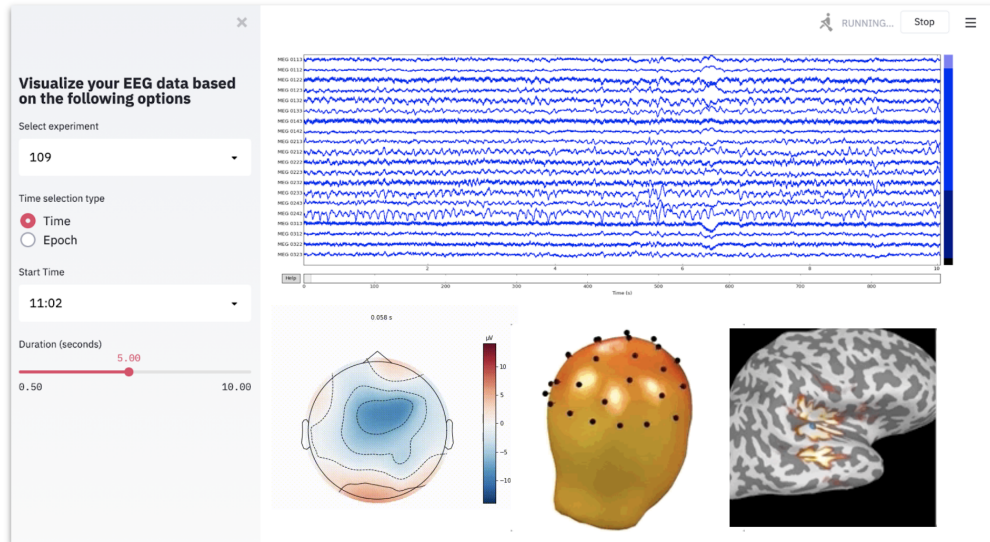 ×
RUNNING...
Stop
Visualize your EEG data based
on the following options
Select experiment
109
Time selection type
Time
Epoch
Start Time
11:02
Duration (seconds)
5.00
0.50 10.00
MEG 0113
MEG 0112
MEG 0122
MEG 0123
MEG 0132
MEG 0133
MEG 0143
MEG 0142
MEG 0213
MEG 0212
MEG 0222
MEG 0223
MEG 0232
MEG 0233
MEG 0243
MEG 0242
MEG 0313
MEG 0312
MEG 0322
MEG 0323
2 4 6 8 10
Help
0 100 200 300 400 500 600 700 800
Time (s)
0.058 s
µV
10
5
0
−5
−10